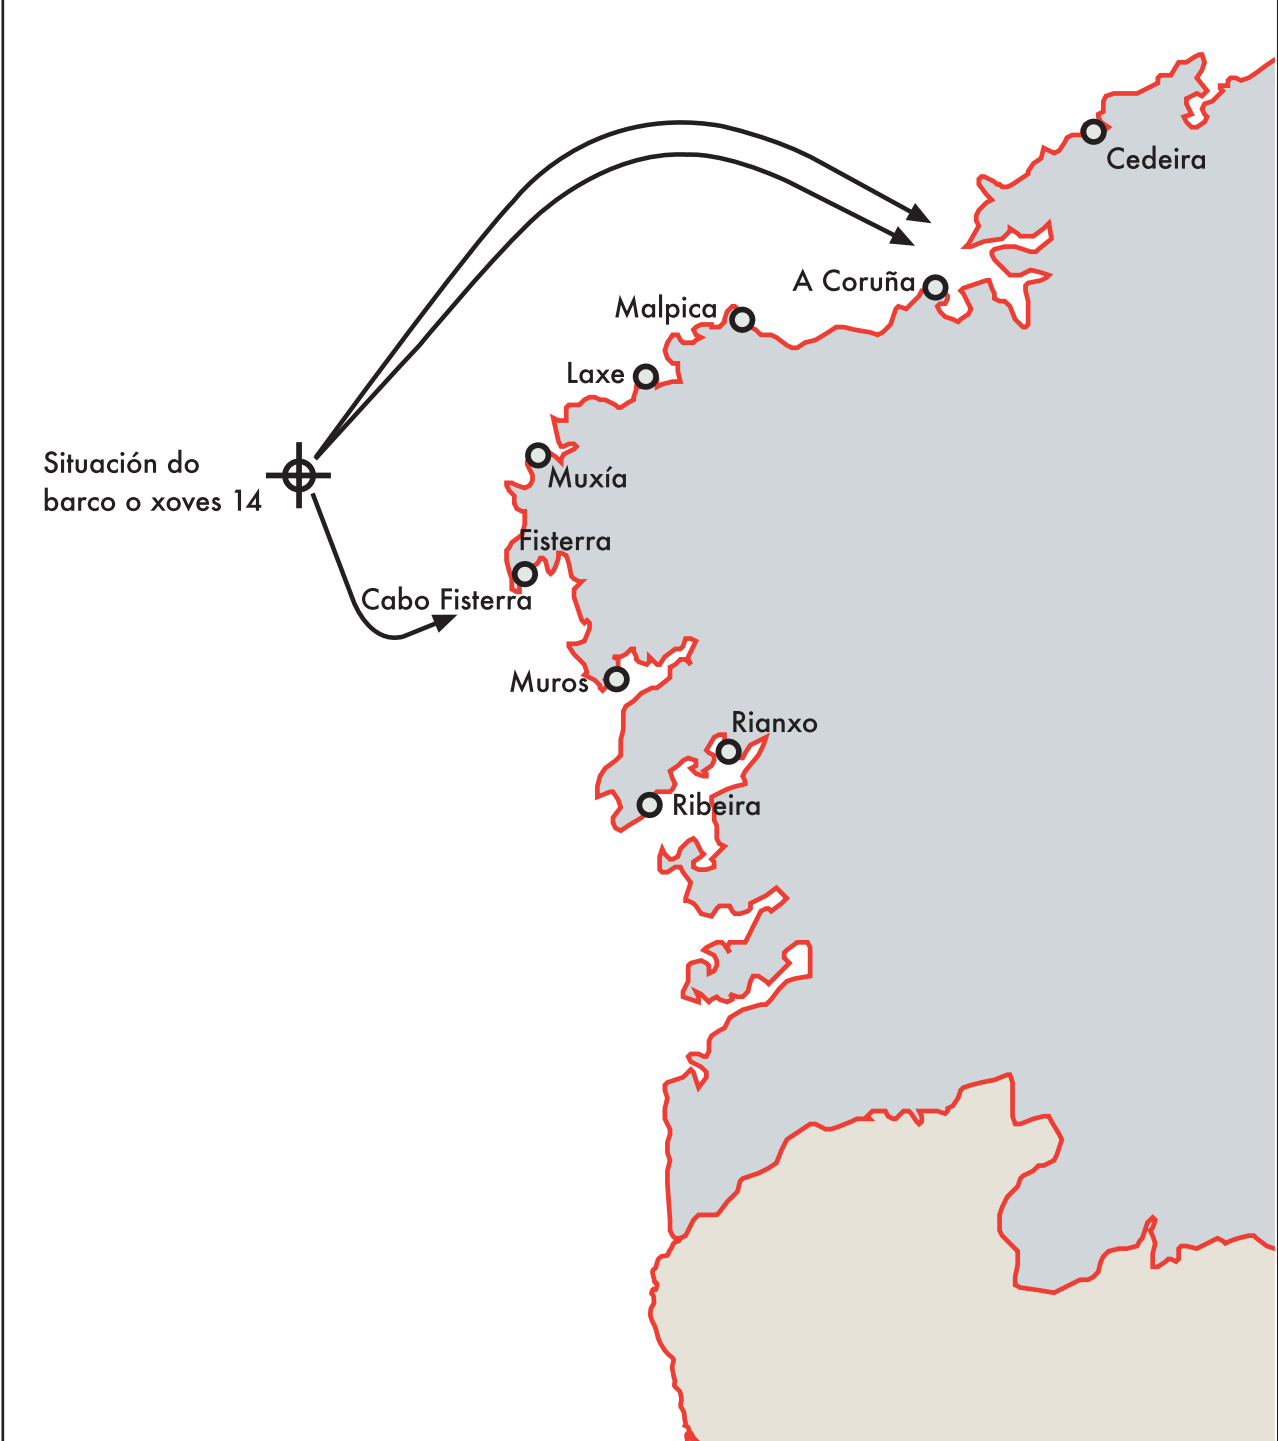 Cedeira
A Coruña
Malpica
Laxe
Situación do
barco o xoves 14
Muxía
Fisterra
Cabo Fisterra
Muros
Rianxo
Ribeira